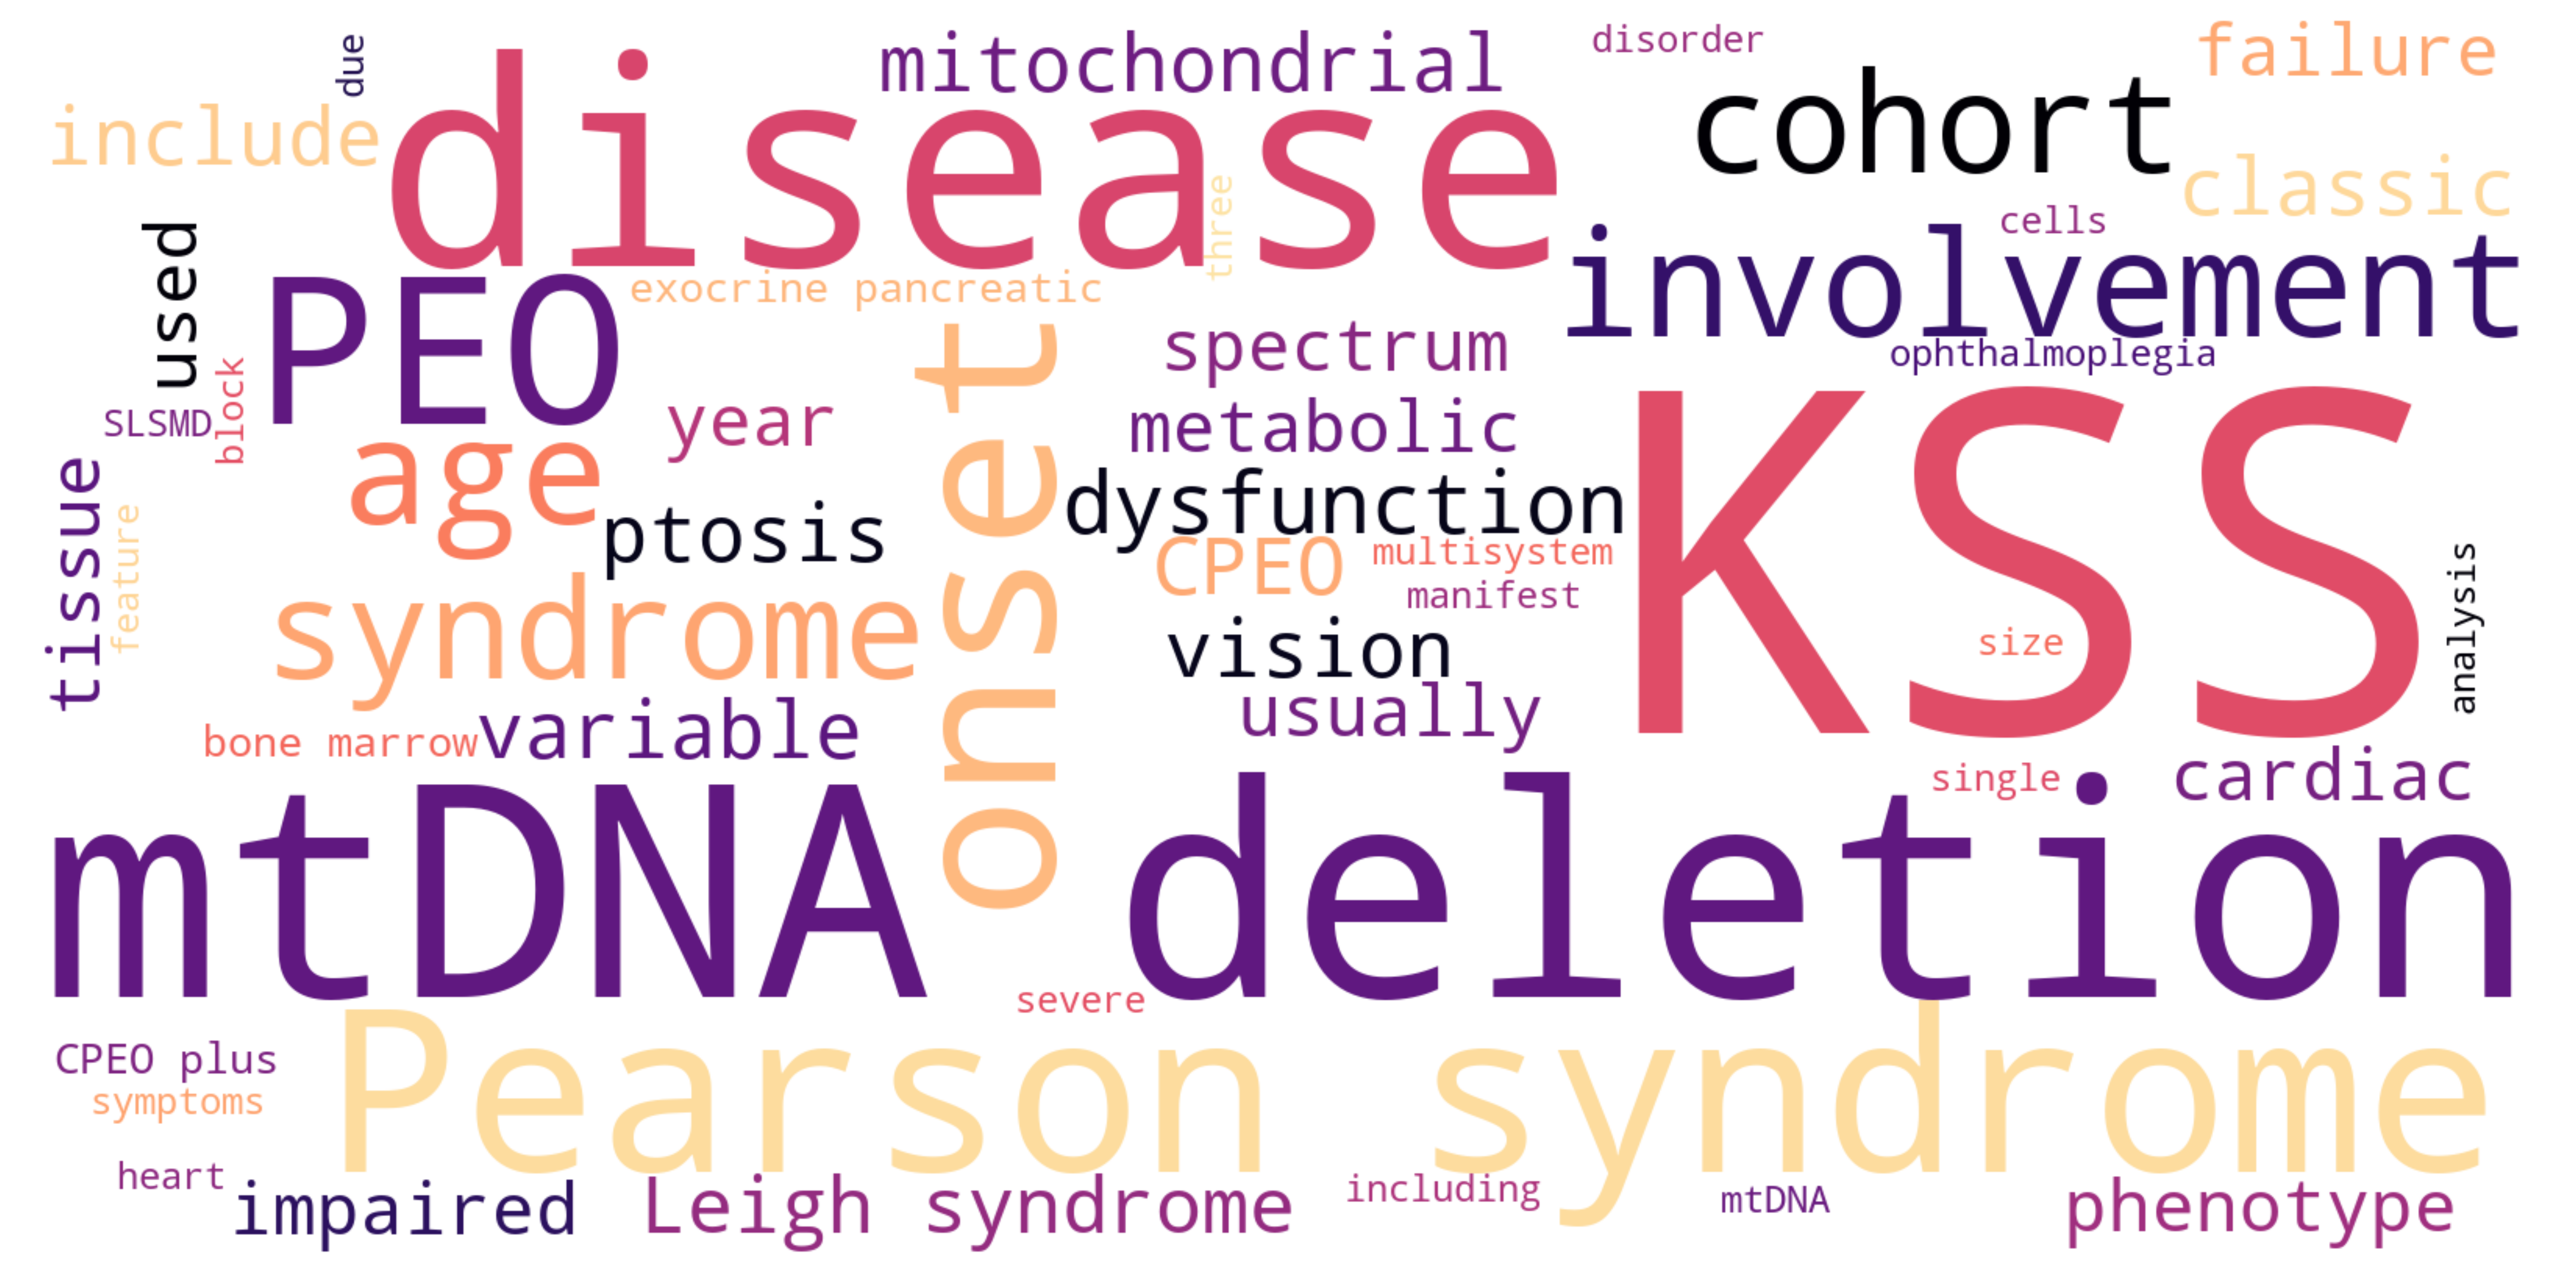 due
mitochondrial
disorder
failure
include
disease
cohort
three
classic
cells
used
involvement
PEO
exocrine pancreatic
onset
spectrum
ophthalmoplegia
block
SLSMD
year
metabolic
KSS
age
dysfunction
tissue
feature
ptosis
CPEO
multisystem
manifest
analysis
syndrome
vision
size
usually
bone marrow
variable
single
cardiac
mtDNA deletion
severe
CPEO plus
symptoms
Pearson syndrome
heart
impaired
Leigh syndrome
including
mtDNA
phenotype